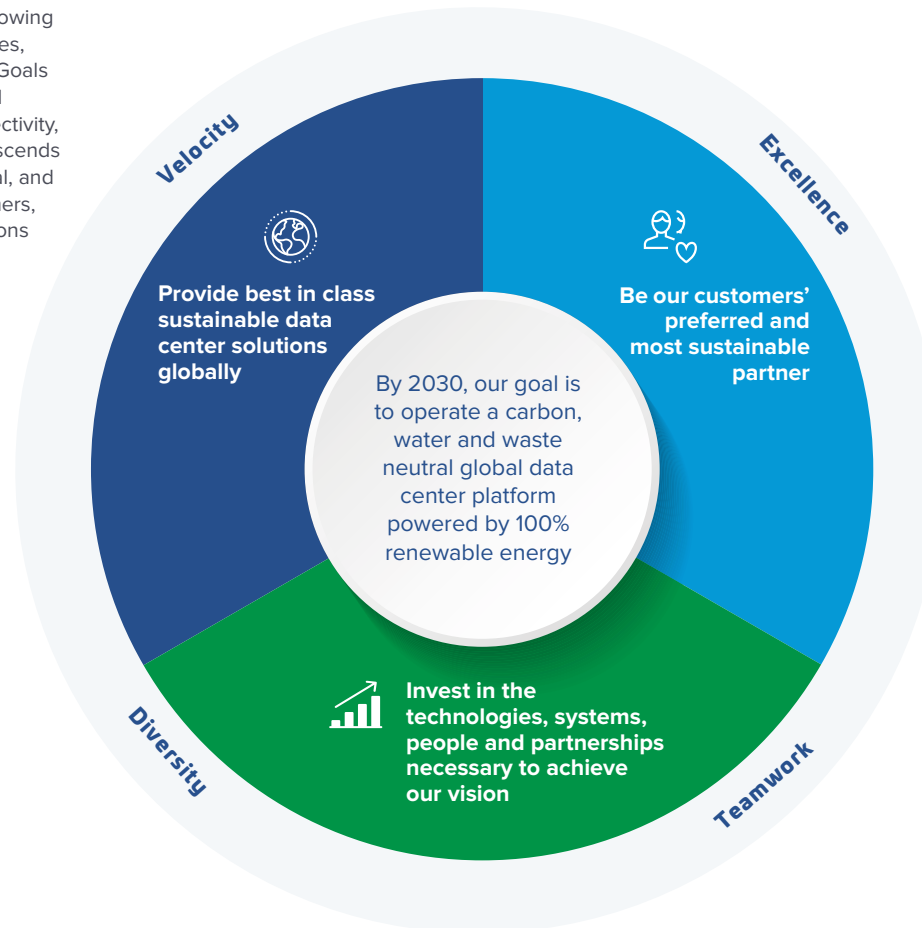 owing
es,
Goals
ectivity,
scends
al, and
ners,
ons
Velocity
Excellence
Provide best in class
sustainable data
center solutions
globally
Be our customers’
preferred and
most sustainable
partner
By 2030, our goal is
to operate a carbon,
water and waste
neutral global data
center platform
powered by 100%
renewable energy
Invest in the
technologies, systems,
people and partnerships
necessary to achieve
our vision
Diversity
Teamwork